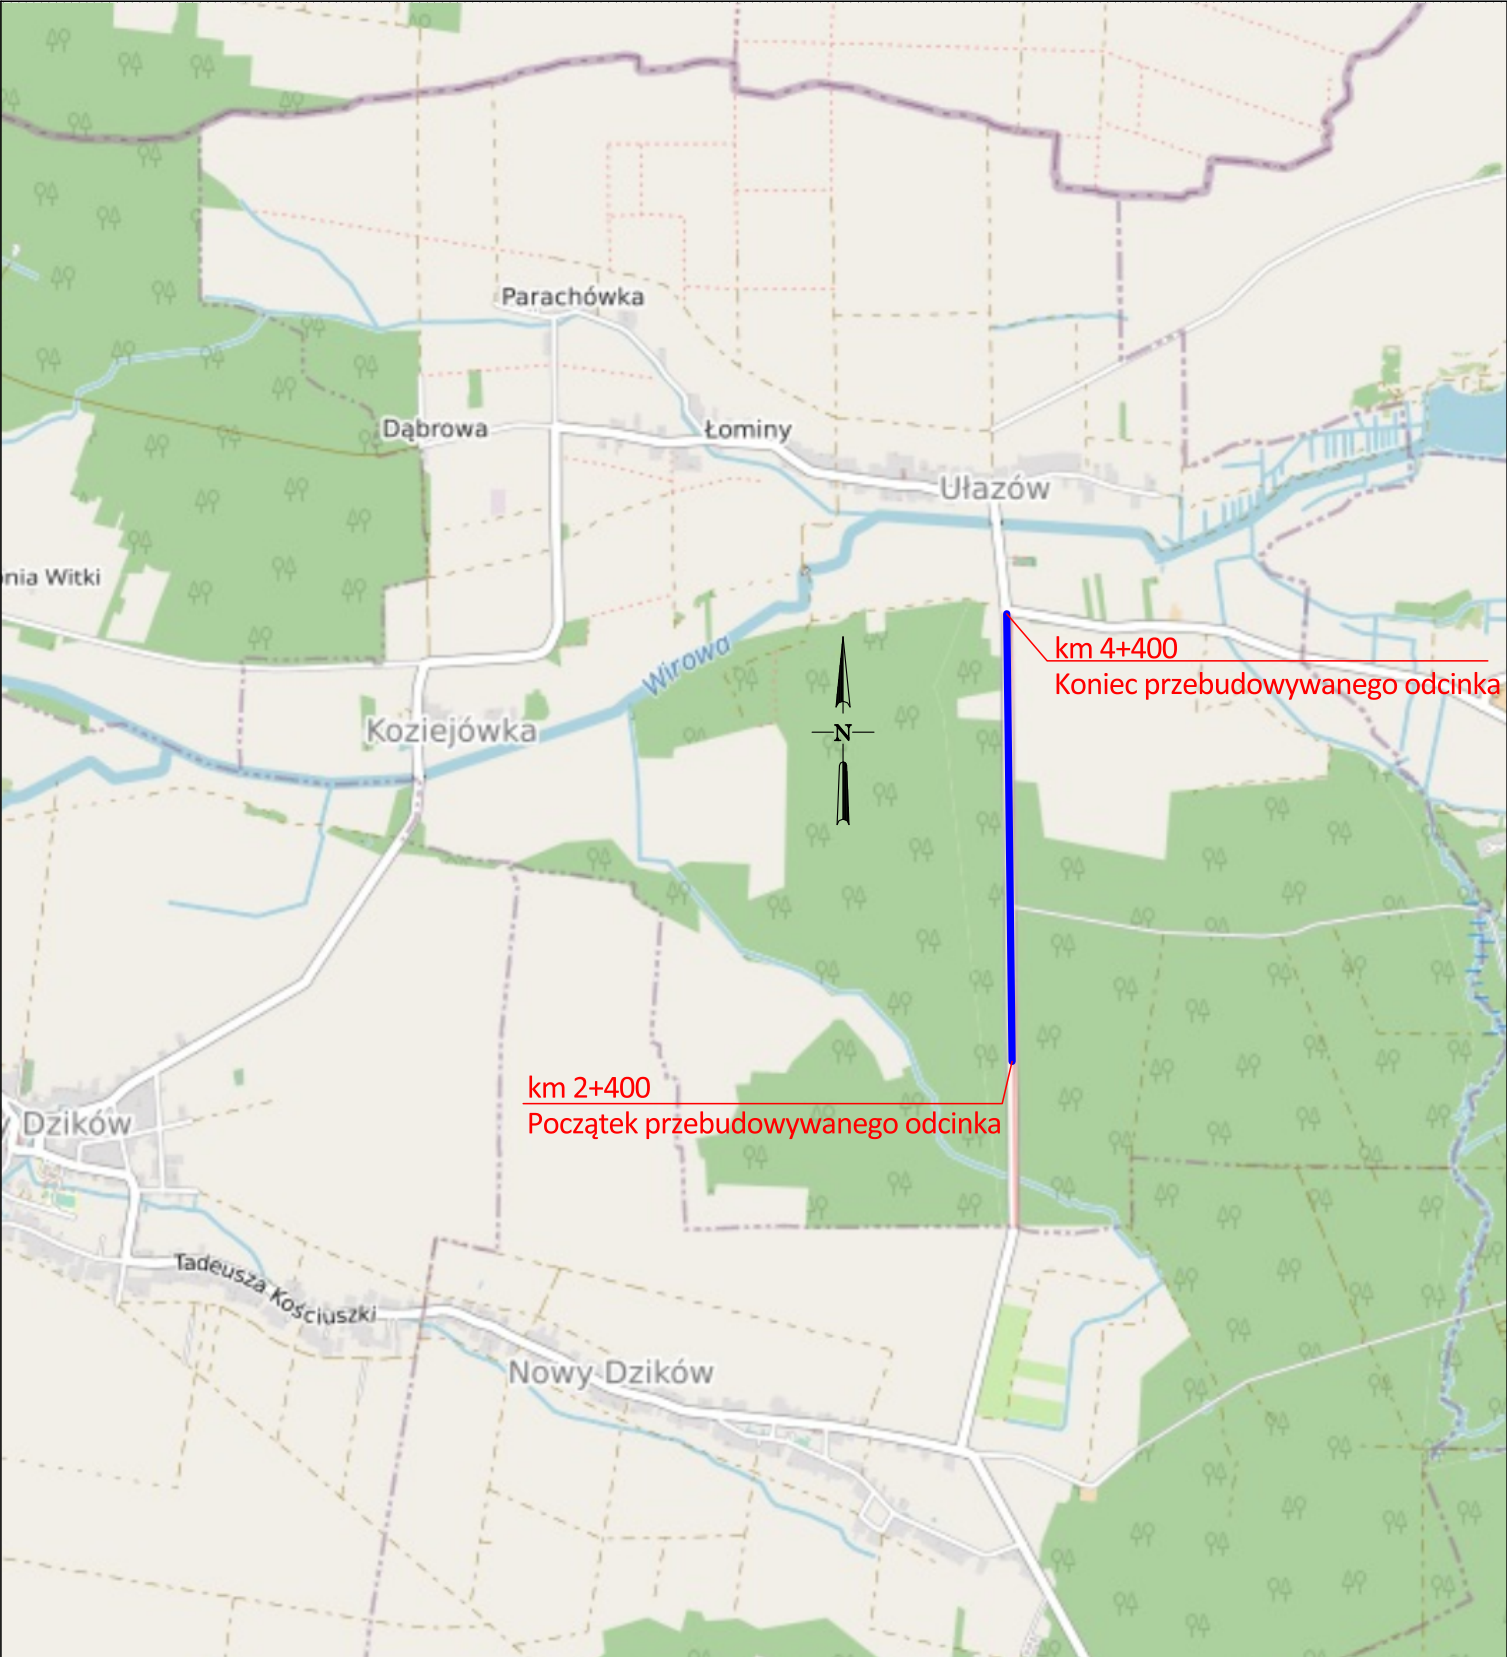 Parachówka
Dąbrowa
Łominy
Ułazów
nia Witki
km 4+400
Koniec przebudowywanego odcinka
Wirowa
N
Koziejówka
km 2+400
Początek przebudowywanego odcinka
y Dzików
Tadeusza Kościuszki
Nowy Dzików